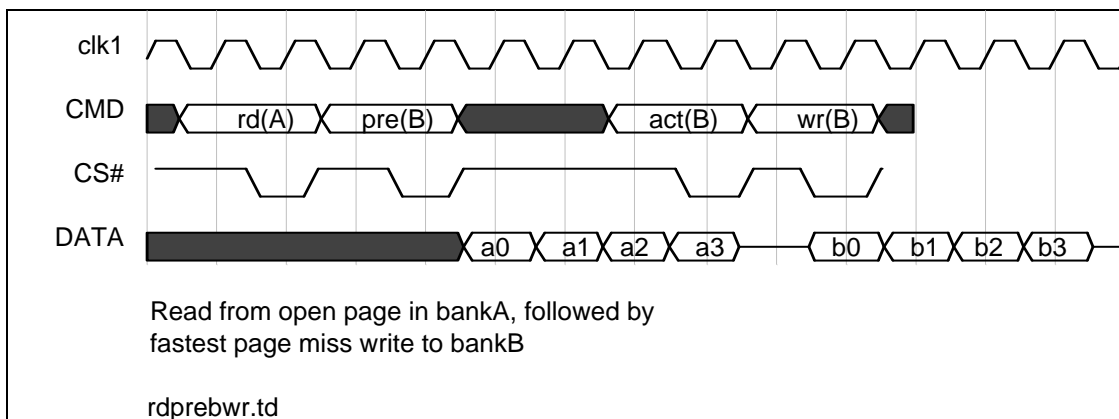 clk1
CMD rd(A) pre(B) act(B) wr(B)
CS#
DATA a0 a1 a2 a3 b0 b1 b2 b3
Read from open page in bankA, followed by
fastest page miss write to bankB
rdprebwr.td